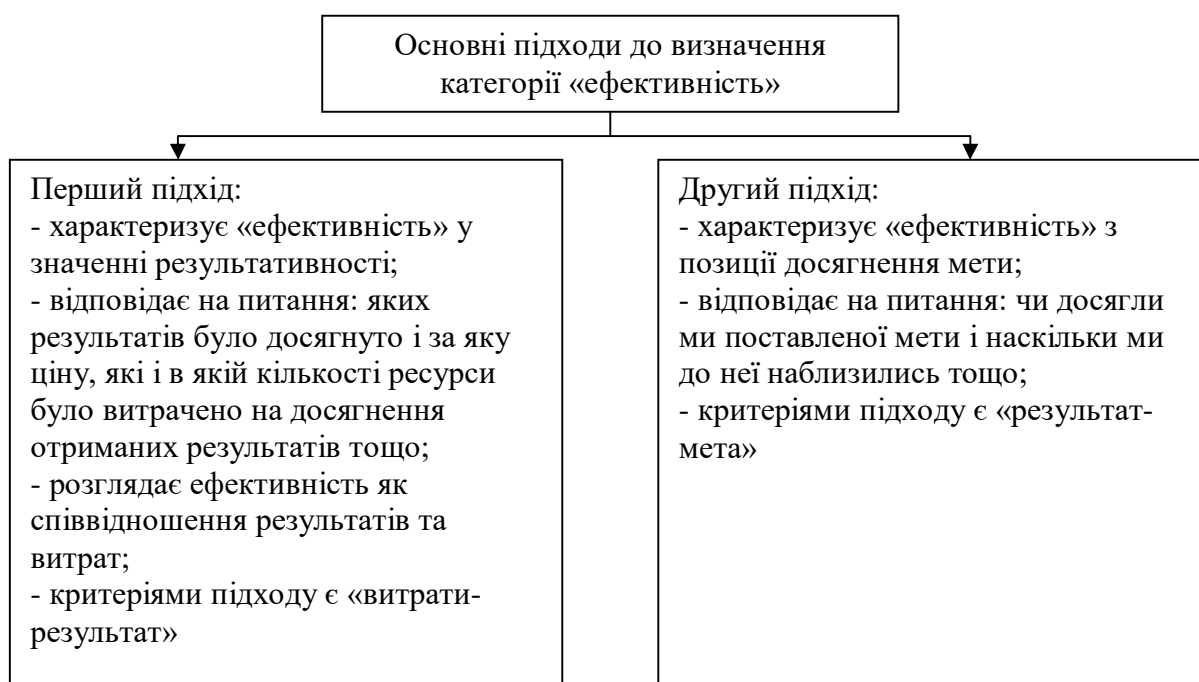 Основні підходи до визначення
категорії «ефективність»
Перший підхід:
- характеризує «ефективність» у
значенні результативності;
- відповідає на питання: яких
результатів було досягнуто і за яку
ціну, які і в якій кількості ресурси
було витрачено на досягнення
отриманих результатів тощо;
- розглядає ефективність як
співвідношення результатів та
витрат;
- критеріями підходу є «витрати-
результат»
Другий підхід:
- характеризує «ефективність» з
позиції досягнення мети;
- відповідає на питання: чи досягли
ми поставленої мети і наскільки ми
до неї наблизились тощо;
- критеріями підходу є «результат-
мета»